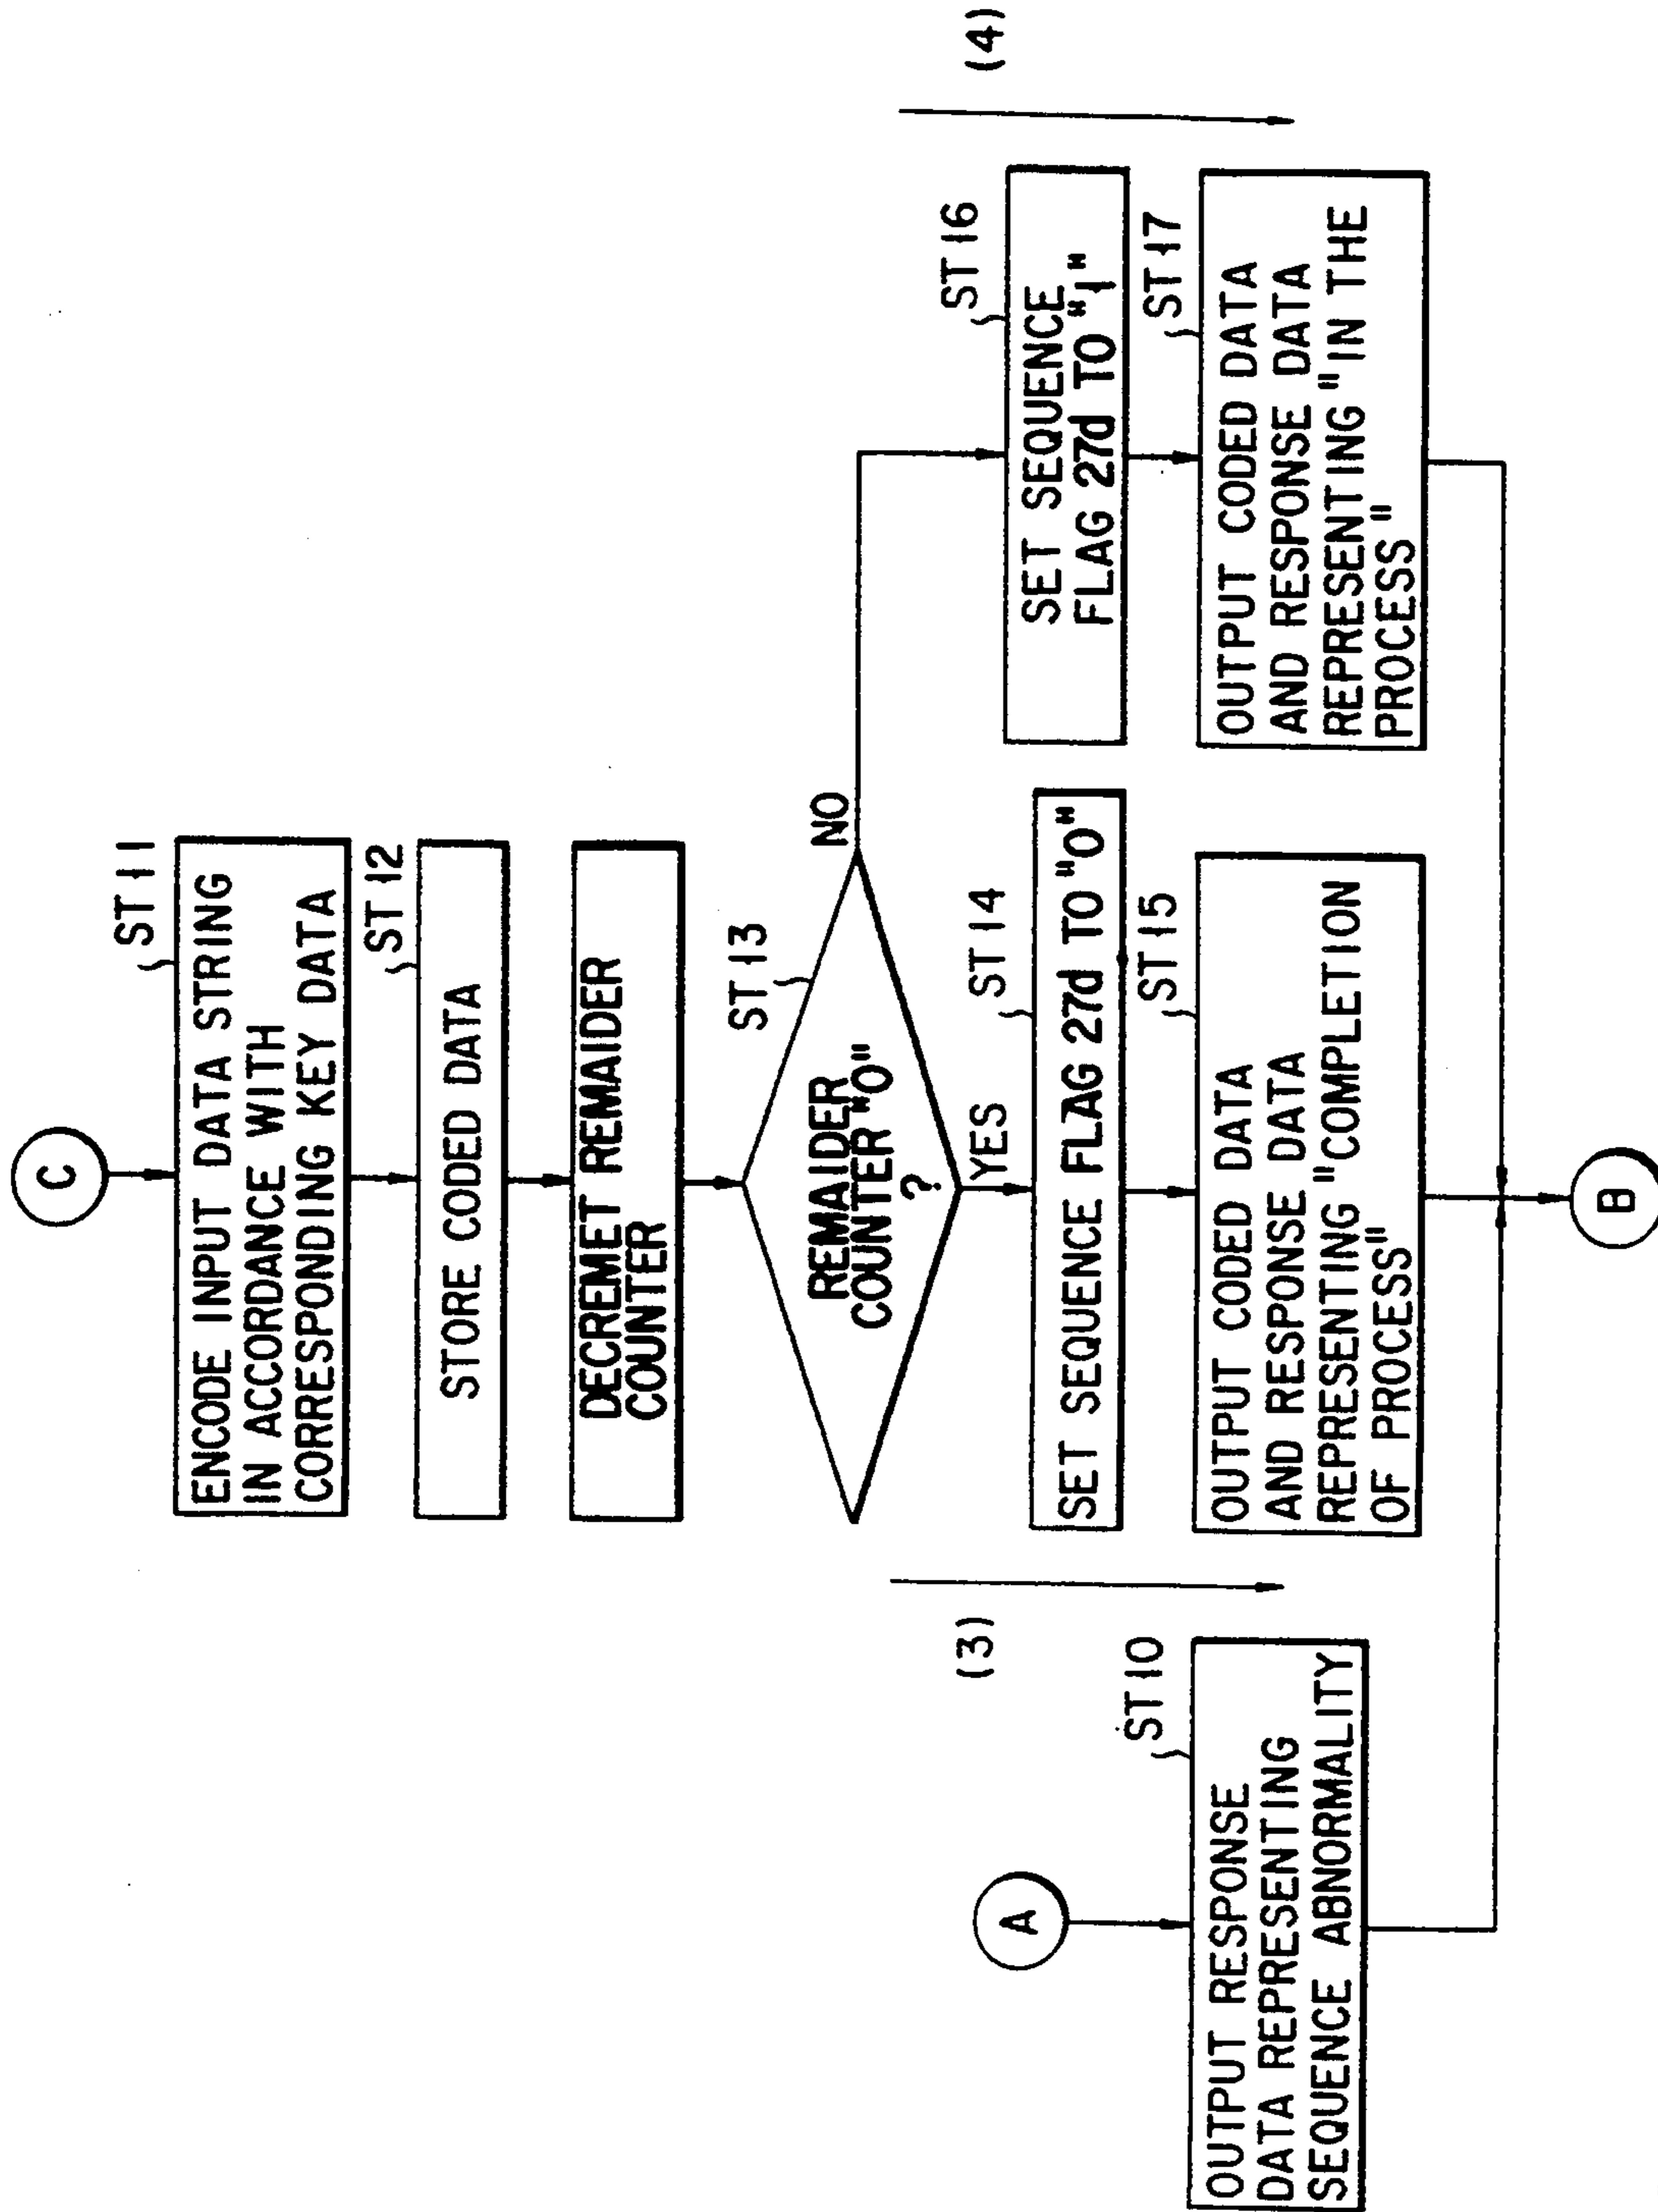 C
ST11
ENCODE INPUT DATA STRING
IN ACCORDANCE WITH
CORRESPONDING KEY DATA
ST12
STORE CODED DATA
DECREMET REMAIDER
COUNTER
ST13
REMAIDER
COUNTER "0"
?
NO
YES
(3)
(4)
ST14
SET SEQUENCE FLAG 27d TO "0"
ST15
OUTPUT CODED DATA
AND RESPONSE DATA
REPRESENTING "COMPLETION
OF PROCESS"
ST16
SET SEQUENCE
FLAG 27d TO "1"
ST17
OUTPUT CODED DATA
AND RESPONSE DATA
REPRESENTING "IN THE
PROCESS"
A
ST10
OUTPUT RESPONSE
DATA REPRESENTING
SEQUENCE ABNORMALITY
B